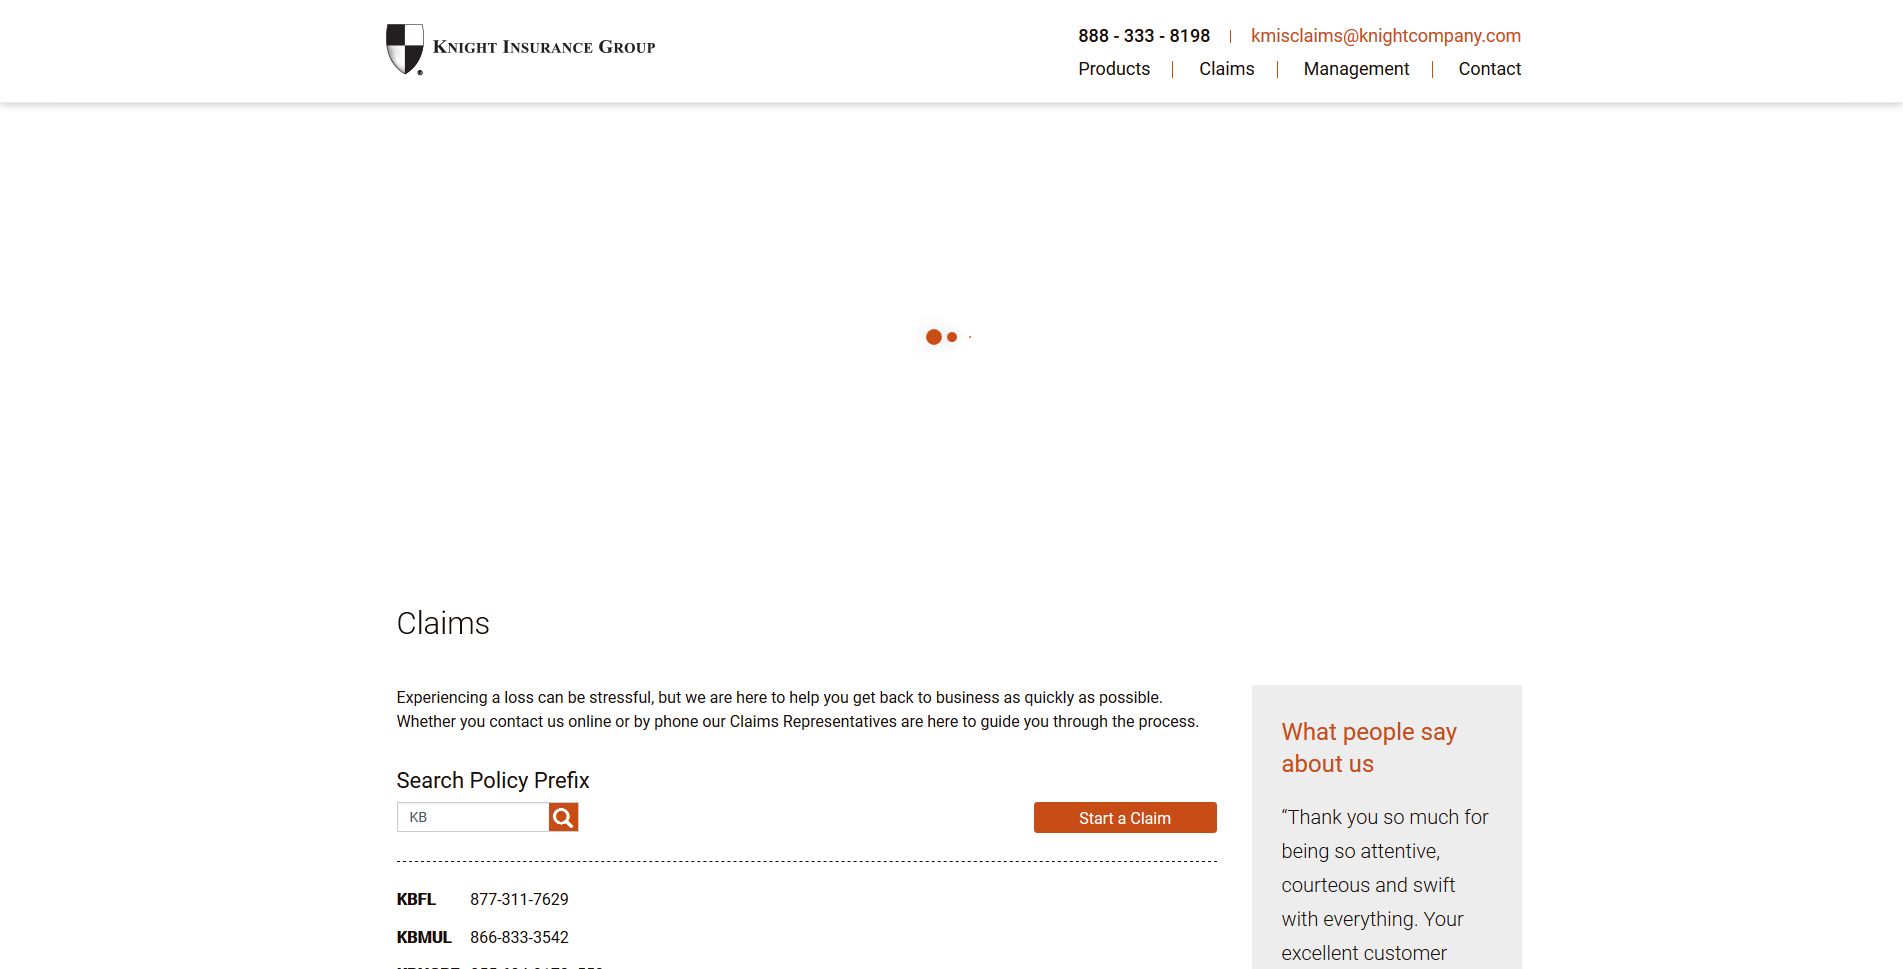 KNIGHT INSURANCE GROUP
888 - 333 - 8198
kmisclaims@knightcompany.com
Products
Claims
Management
Contact
Claims
Experiencing a loss can be stressful, but we are here to help you get back to business as quickly as possible.
Whether you contact us online or by phone our Claims Representatives are here to guide you through the process.
Search Policy Prefix
KB
Start a Claim
KBFL 877-311-7629
KBMUL 866-833-3542
What people say
about us
“Thank you so much for
being so attentive,
courteous and swift
with everything. Your
excellent customer